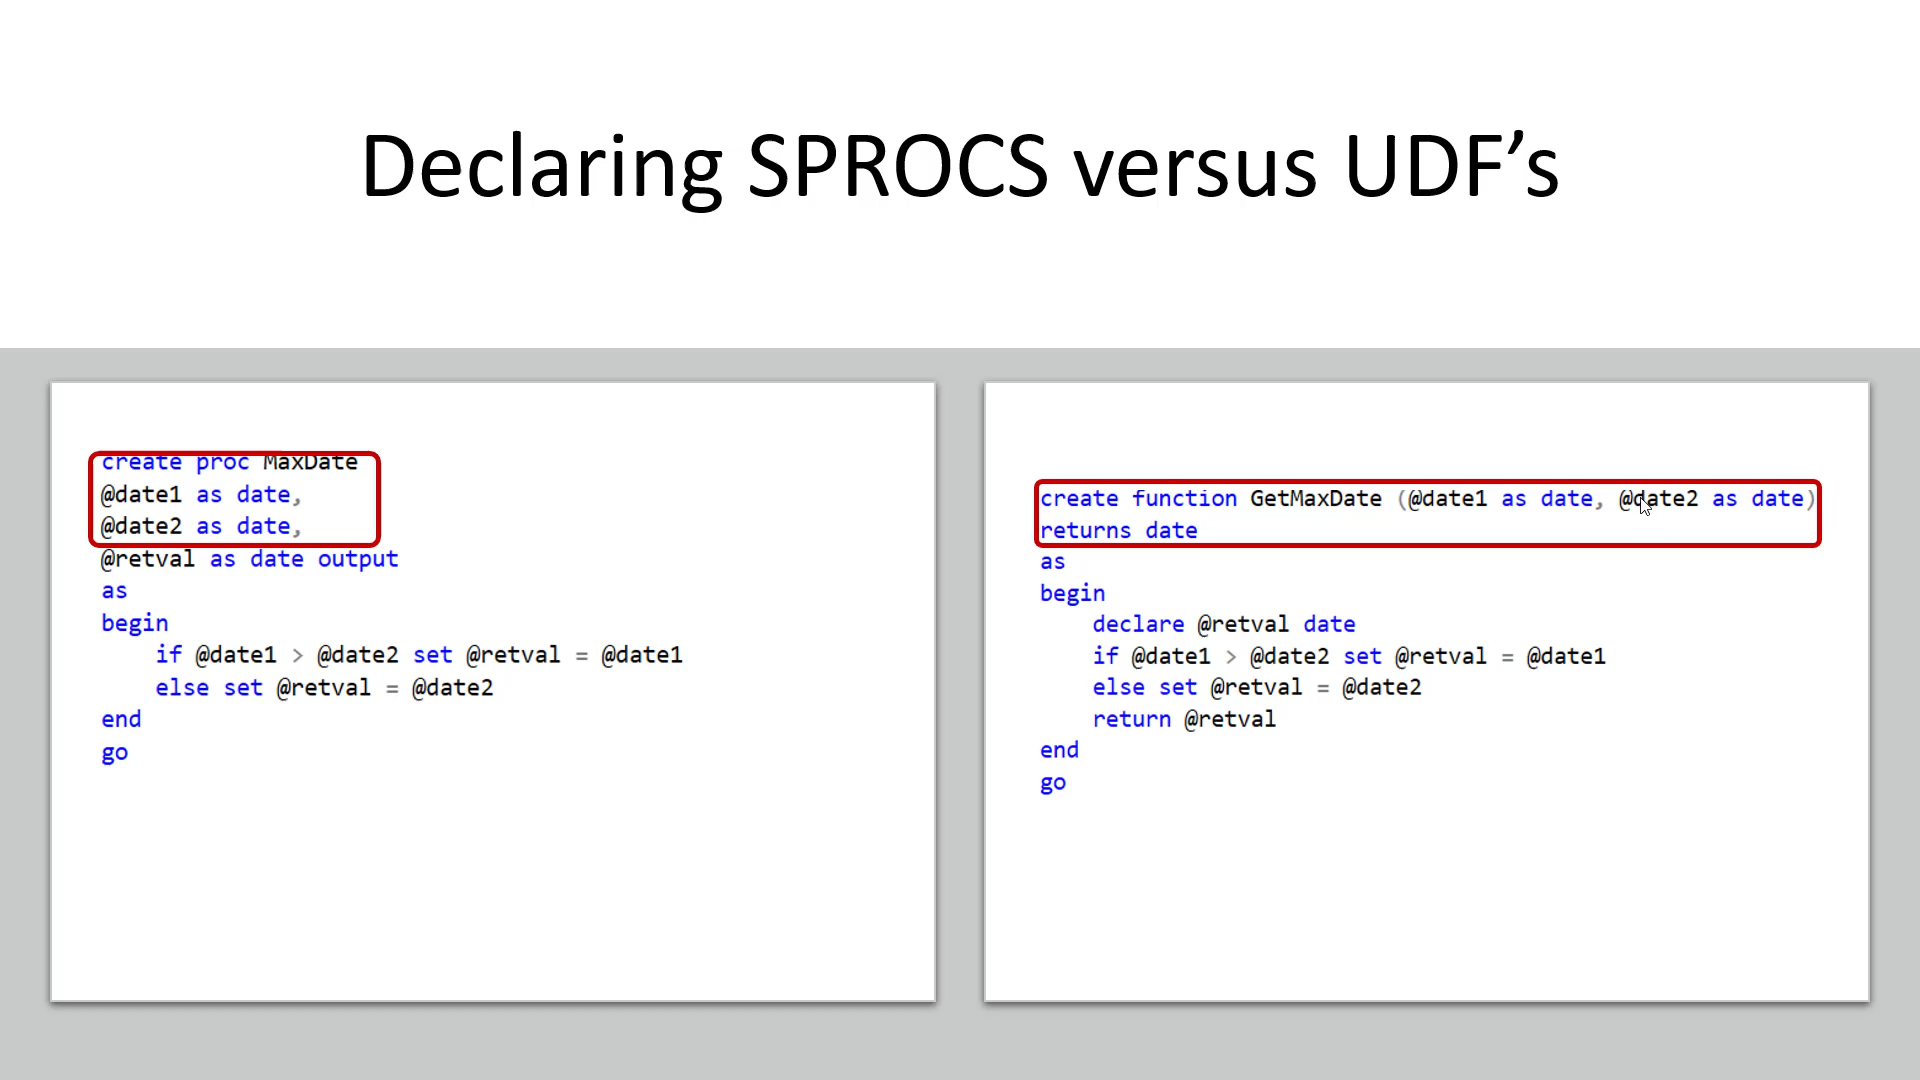 Declaring SPROCS versus UDF’s
create proc MaxDate
@date1 as date,
@date2 as date,
@retval as date output
as
begin
    if @date1 > @date2 set @retval = @date1
    else set @retval = @date2
end
go
create function GetMaxDate (@date1 as date, @date2 as date)
returns date
as
begin
    declare @retval date
    if @date1 > @date2 set @retval = @date1
    else set @retval = @date2
    return @retval
end
go